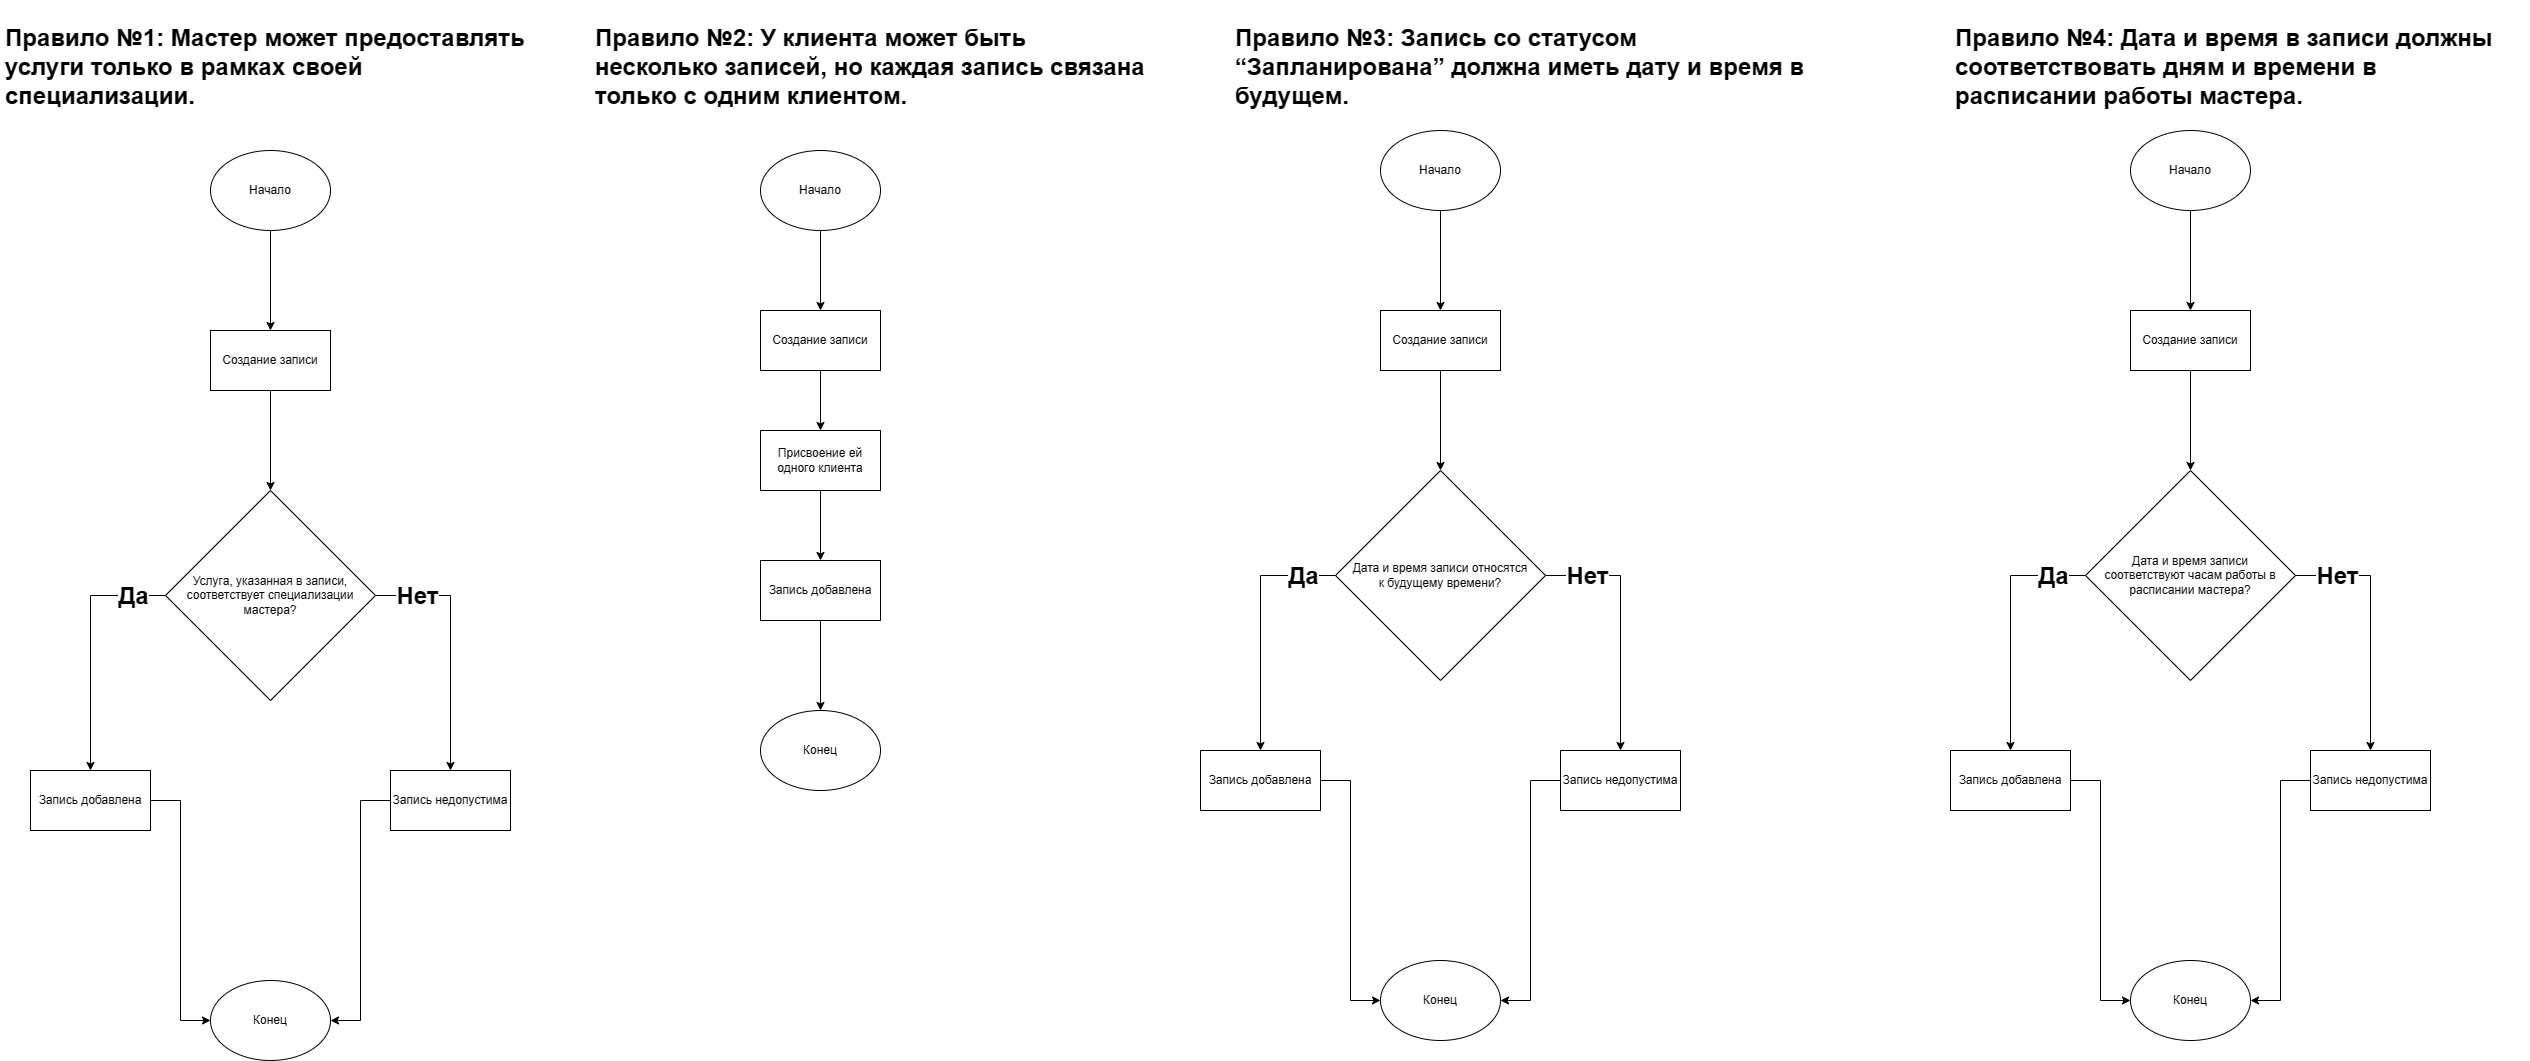 Правило №1: Мастер может предоставлять
услуги только в рамках своей
специализации.
Начало
Создание записи
Услуга, указанная в записи,
соответствует специализации
мастера?
Да
Нет
Запись добавлена
Запись недопустима
Конец
Правило №2: У клиента может быть
несколько записей, но каждая запись связана
только с одним клиентом.
Начало
Создание записи
Присвоение ей
одного клиента
Запись добавлена
Конец
Правило №3: Запись со статусом
“Запланирована” должна иметь дату и время в
будущем.
Начало
Создание записи
Дата и время записи относятся
к будущему времени?
Да
Нет
Запись добавлена
Запись недопустима
Конец
Правило №4: Дата и время в записи должны
соответствовать дням и времени в
расписании работы мастера.
Начало
Создание записи
Дата и время записи
соответствуют часам работы в
расписании мастера?
Да
Нет
Запись добавлена
Запись недопустима
Конец